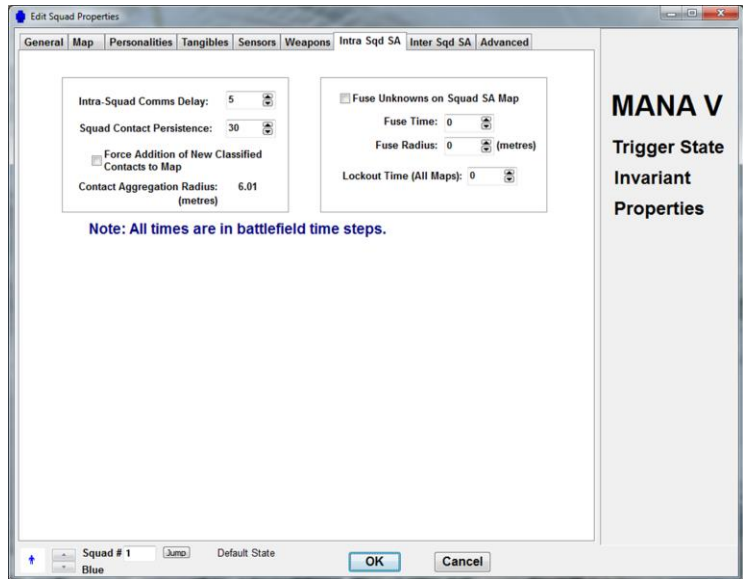 Edit Squad Properties
General Map Personalities Tangibles Sensors Weapons Intra Sqd SA Inter Sqd SA Advanced
Intra-Squad Comms Delay: 5
Squad Contact Persistence: 30
Force Addition of New Classified
Contacts to Map
Contact Aggregation Radius: 6.01
(metres)
Fuse Unknowns on Squad SA Map
Fuse Time: 0
Fuse Radius: 0 (metres)
Lockout Time (All Maps): 0
Note: All times are in battlefield time steps.
MANA V
Trigger State
Invariant
Properties
Squad # 1 Jump Default State
Blue
OK Cancel